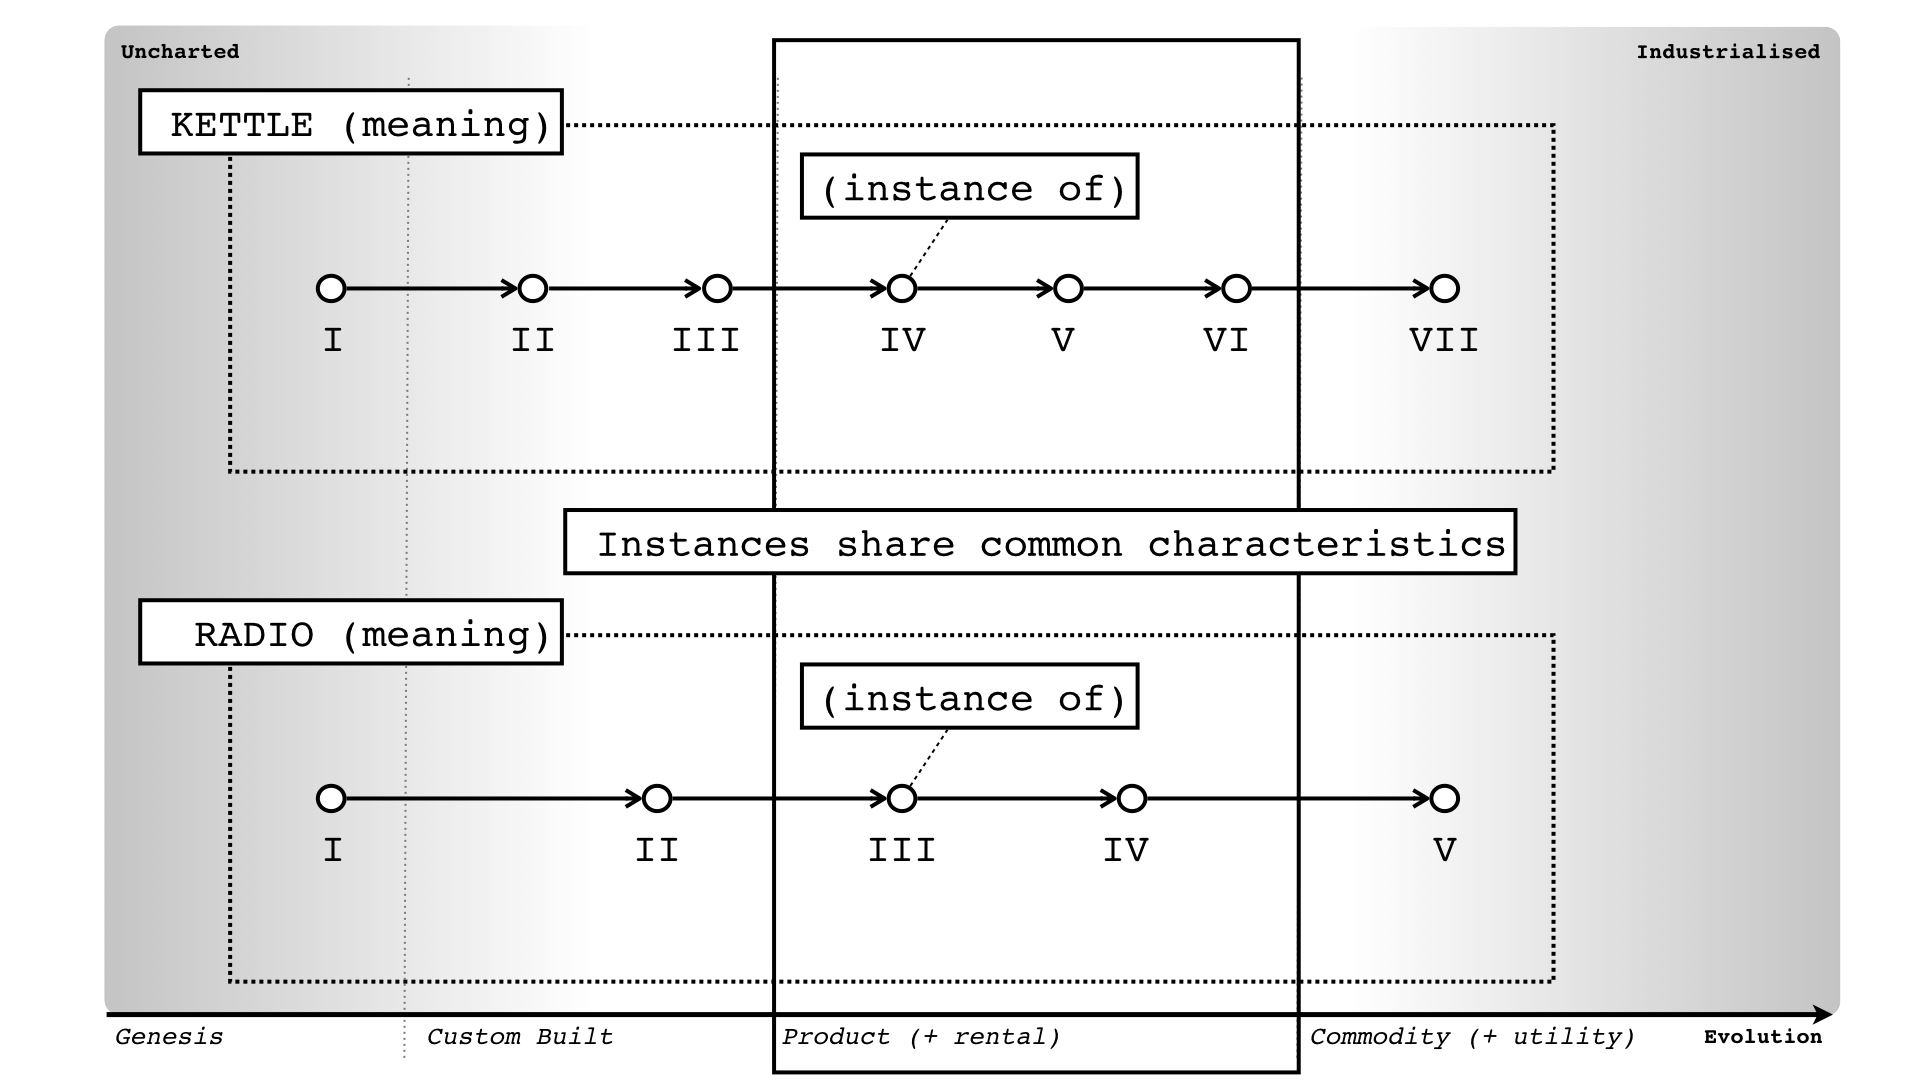 Uncharted
Industrialised
KETTLE (meaning)
(instance of)
I II III IV V VI VII
Instances share common characteristics
RADIO (meaning)
(instance of)
I II III IV V
Genesis
Custom Built
Product (+ rental)
Commodity (+ utility)
Evolution